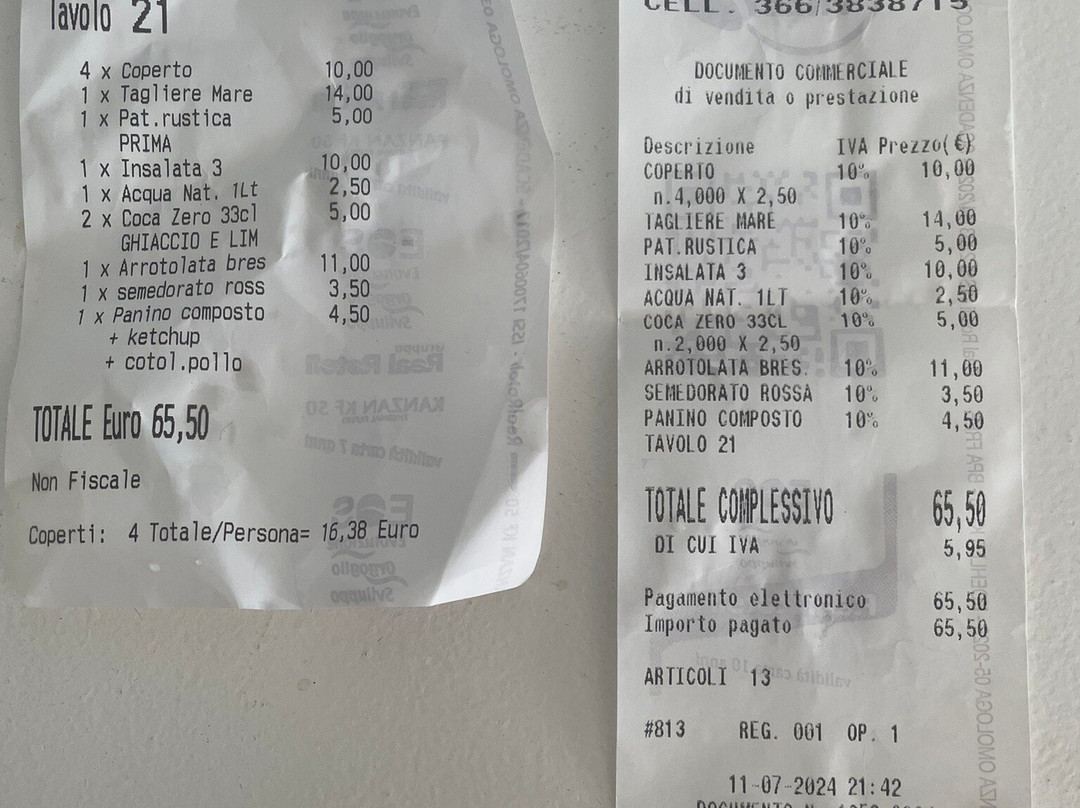 Tavolo 21
4 x Coperto 10,00
1 x Tagliere Mare 14,00
1 x Pat.rustica 5,00
PRIMA
1 x Insalata 3 10,00
1 x Acqua Nat. 1Lt 2,50
2 x Coca Zero 33cl 5,00
GHIACCIO E LIM
1 x Arrotolata bres 11,00
1 x semedorato ross 3,50
1 x Panino composto 4,50
+ ketchup
+ cotol.pollo
TOTALE Euro 65,50
Non Fiscale
Coperti: 4 Totale/Persona= 16,38 Euro
CELL. 366/3838715
DOCUMENTO COMMERCIALE
di vendita o prestazione
Descrizione IVA Prezzo(€)
COPERTO 10% 10,00
n.4,000 X 2,50
TAGLIERE MARE 10% 14,00
PAT.RUSTICA 10% 5,00
INSALATA 3 10% 10,00
ACQUA NAT. 1LT 10% 2,50
COCA ZERO 33CL 10% 5,00
n.2,000 X 2,50
ARROTOLATA BRES. 10% 11,00
SEMEDORATO ROSSA 10% 3,50
PANINO COMPOSTO 10% 4,50
TAVOLO 21
TOTALE COMPLESSIVO 65,50
DI CUI IVA 5,95
Pagamento elettronico 65,50
Importo pagato 65,50
ARTICOLI 13
#813 REG. 001 OP. 1
11-07-2024 21:42
DOCUMENTO N.